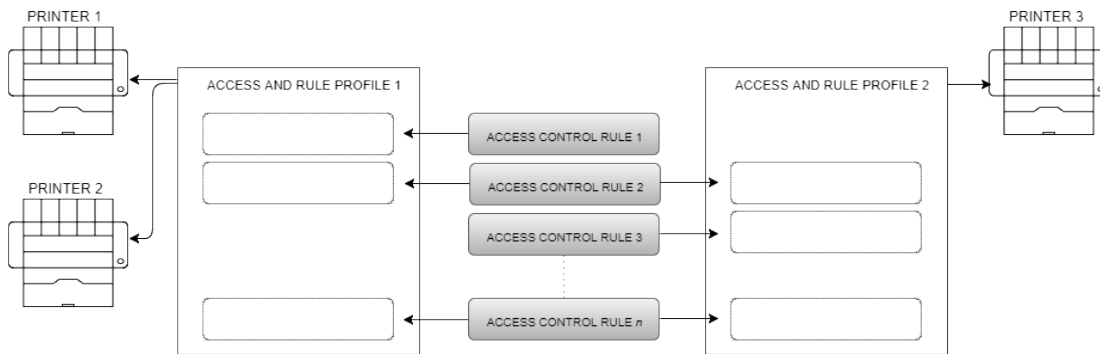 PRINTER 1
PRINTER 3
ACCESS AND RULE PROFILE 1
ACCESS AND RULE PROFILE 2
ACCESS CONTROL RULE 1
ACCESS CONTROL RULE 2
PRINTER 2
ACCESS CONTROL RULE 3
ACCESS CONTROL RULE n